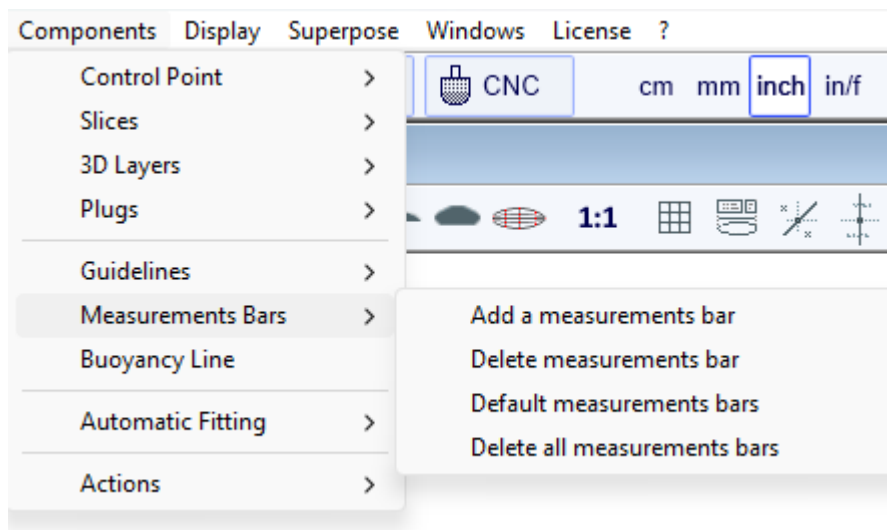 Components Display Superpose Windows License ?
Control Point
CNC cm mm inch in/f
Slices
3D Layers
Plugs
1:1
Guidelines
Measurements Bars
Add a measurements bar
Buoyancy Line
Delete measurements bar
Default measurements bars
Automatic Fitting
Delete all measurements bars
Actions